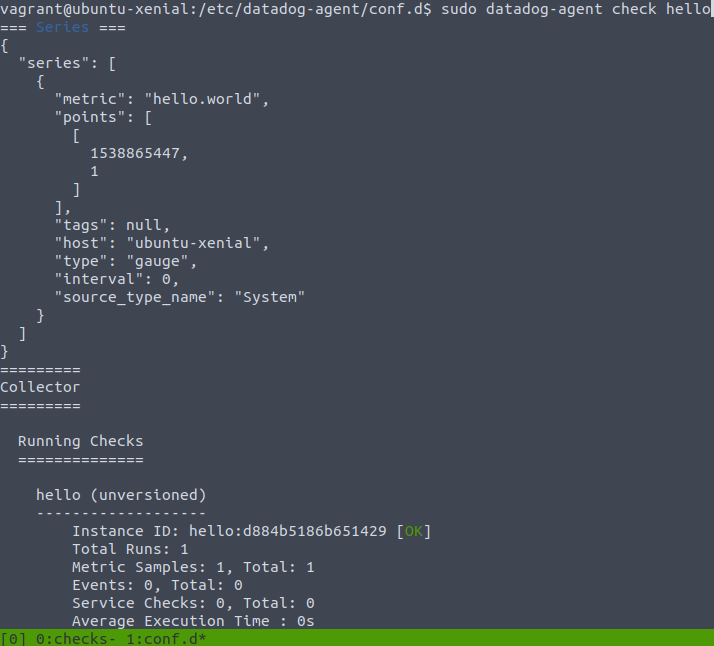 vagrant@ubuntu-xenial:/etc/datadog-agent/conf.d$ sudo datadog-agent check hello
=== Series ===
{
  "series": [
    {
      "metric": "hello.world",
      "points": [
        [
          1538865447,
          1
        ]
      ],
      "tags": null,
      "host": "ubuntu-xenial",
      "type": "gauge",
      "interval": 0,
      "source_type_name": "System"
    }
  ]
}
=========
Collector
=========

  Running Checks
  ==============

    hello (unversioned)
    -------------------
        Instance ID: hello:d884b5186b651429 [OK]
        Total Runs: 1
        Metric Samples: 1, Total: 1
        Events: 0, Total: 0
        Service Checks: 0, Total: 0
        Average Execution Time : 0s
[0] 0:checks- 1:conf.d*